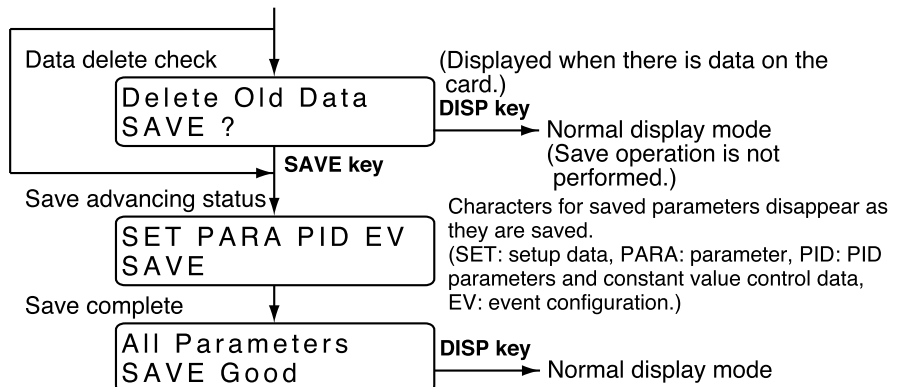 Data delete check
(Displayed when there is data on the
card.)
Delete Old Data
SAVE ?
DISP key
Normal display mode
(Save operation is not
performed.)
SAVE key
Save advancing status
SET PARA PID EV
SAVE
Characters for saved parameters disappear as
they are saved.
(SET: setup data, PARA: parameter, PID: PID
parameters and constant value control data,
EV: event configuration.)
Save complete
All Parameters
SAVE Good
DISP key
Normal display mode